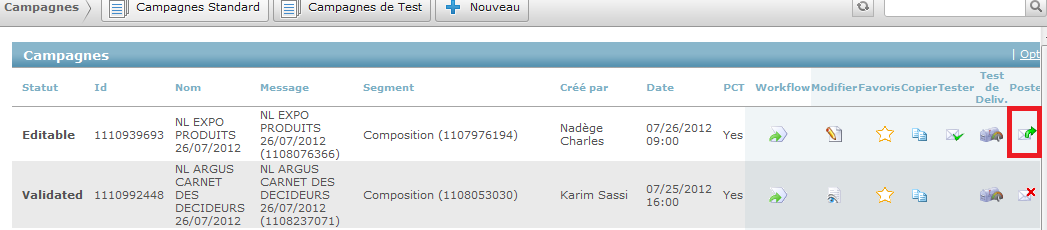 Campagnes
Campagnes Standard
Campagnes de Test
Nouveau
Campagnes
| Opt
Statut Id Nom Message Segment Créé par Date PCT Workflow Modifier Favoris Copier Tester Test de Deliv. Poste
Editable 1110939693 NL EXPO PRODUITS 26/07/2012 NL EXPO PRODUITS 26/07/2012 (1108076366) Composition (1107976194) Nadège Charles 07/26/2012 09:00 Yes
Validated 1110992448 NL ARGUS CARNET DES DECIDEURS 26/07/2012 NL ARGUS CARNET DES DECIDEURS 26/07/2012 (1108237071) Composition (1108053030) Karim Sassi 07/25/2012 16:00 Yes